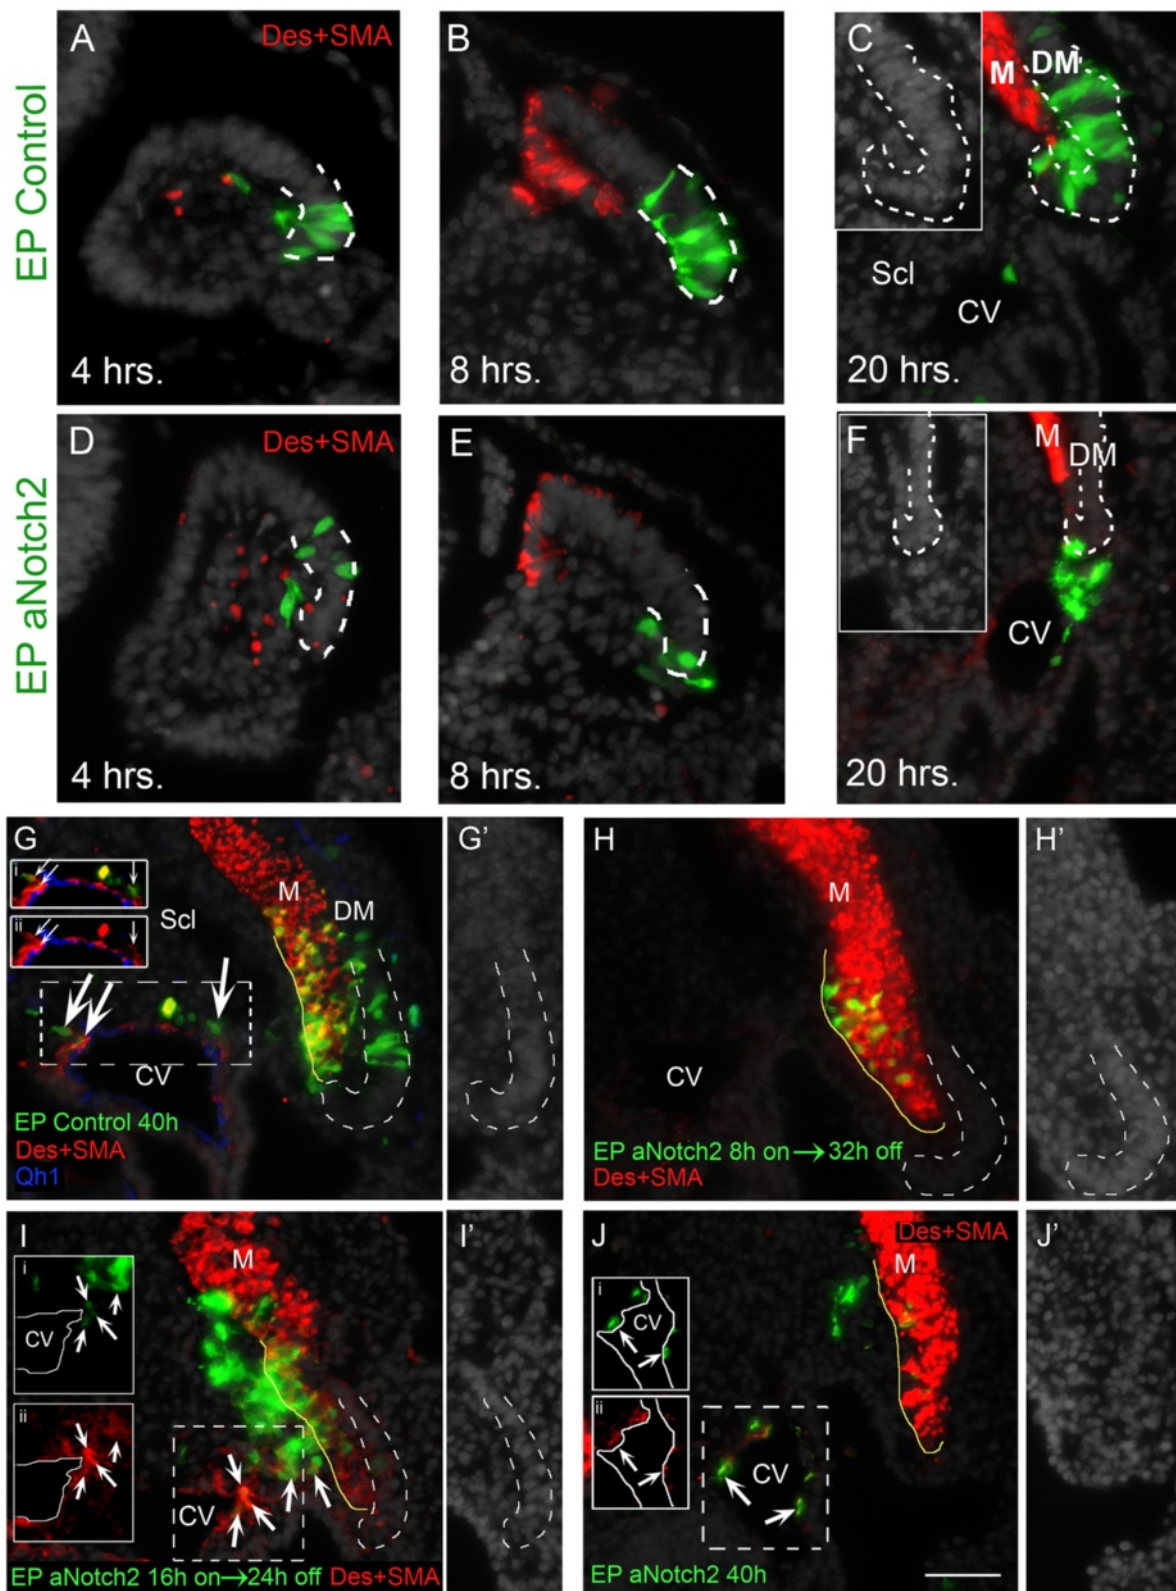 EP Control
A
Des+SMA
4 hrs.
B
8 hrs.
C
M
DM
Scl
CV
20 hrs.
EP aNotch2
D
Des+SMA
4 hrs.
E
8 hrs.
F
M
DM
CV
20 hrs.
G
i
ii
Scl
M
DM
CV
EP Control 40h
Des+SMA
Qh1
G'
H
M
CV
EP aNotch2 8h on→32h off
Des+SMA
H'
I
i
CV
ii
M
CV
EP aNotch2 16h on→24h off Des+SMA
I'
J
Des+SMA
M
i
CV
ii
CV
CV
EP aNotch2 40h
J'